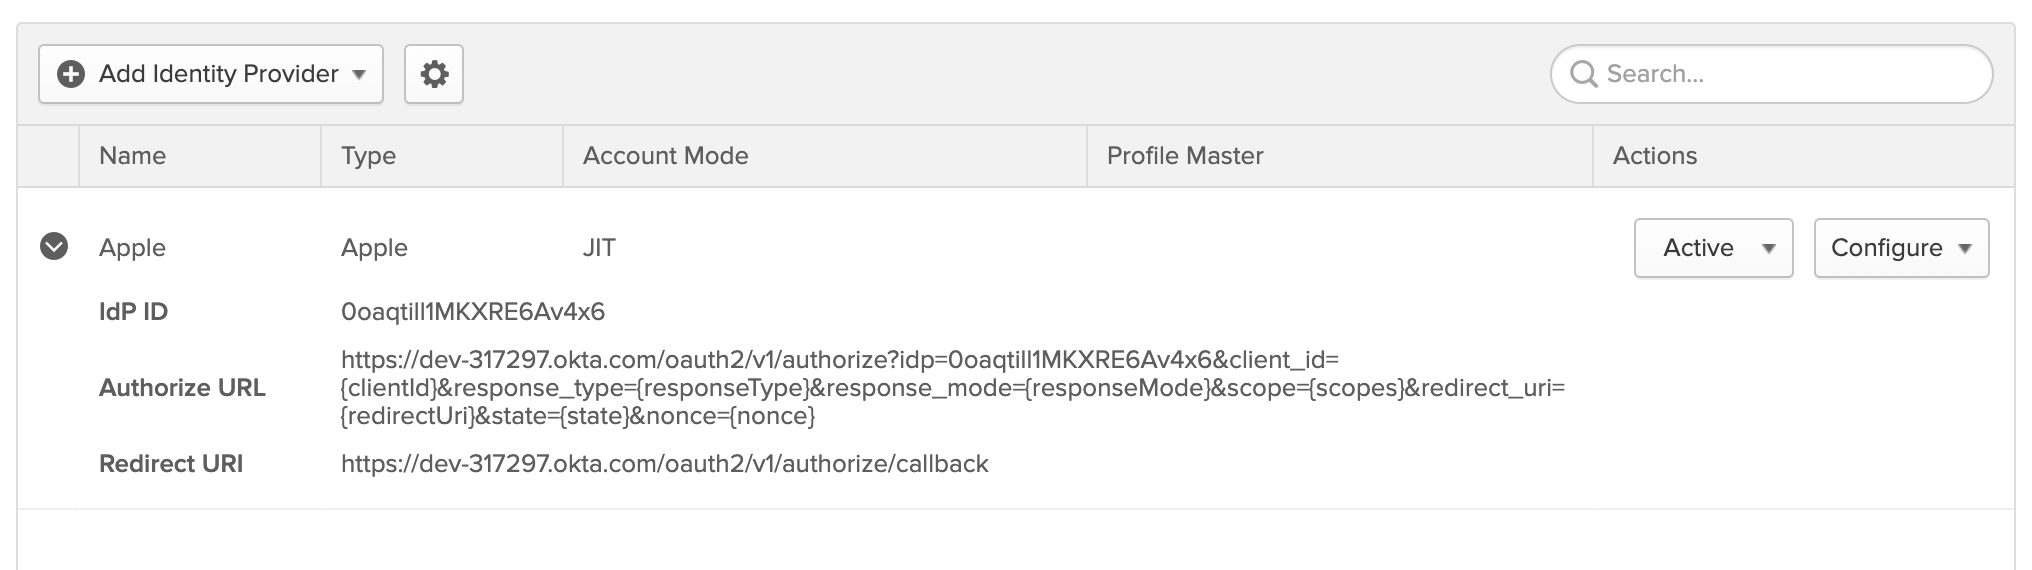 Add Identity Provider
Search...
Name Type Account Mode Profile Master Actions
Apple Apple JIT Active Configure
IdP ID 0oaqtill1MKXRE6Av4x6
https://dev-317297.okta.com/oauth2/v1/authorize?idp=0oaqtill1MKXRE6Av4x6&client_id=
Authorize URL {clientId}&response_type={responseType}&response_mode={responseMode}&scope={scopes}&redirect_uri=
{redirectUri}&state={state}&nonce={nonce}
Redirect URI https://dev-317297.okta.com/oauth2/v1/authorize/callback